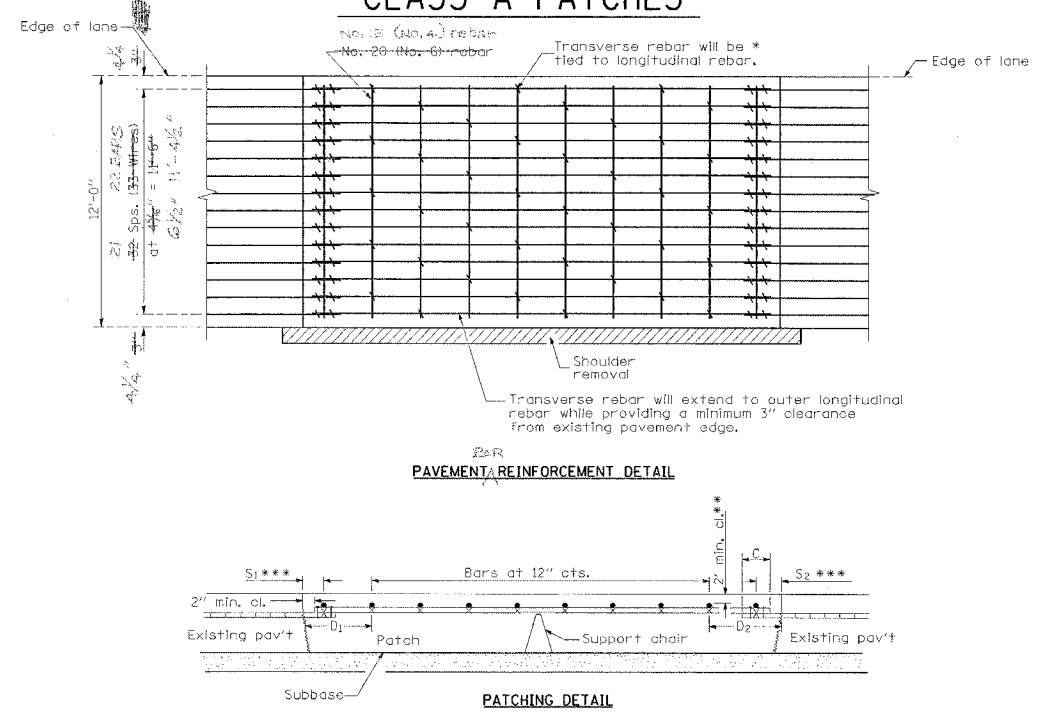 CLASS A PATCHES
Edge of lane
No. 13 (No. 4) rebar
No. 20 (No. 6) rebar
Transverse rebar will be *
tied to longitudinal rebar.
Edge of lane
4 1/4
3"
12'-0"
21 22 BARS
32 Sps. (33 Wires)
at 4 5/16" = 11'-6"
6 1/2" 11'-4 1/2"
4 1/4" 3"
Shoulder
removal
Transverse rebar will extend to outer longitudinal
rebar while providing a minimum 3" clearance
from existing pavement edge.
BAR
PAVEMENT REINFORCEMENT DETAIL
2" min. cl.**
C
S1 ***
Bars at 12" cts.
S2 ***
2" min. cl.
D1
D2
Existing pav't
Patch
Support chair
Existing pav't
Subbase
PATCHING DETAIL